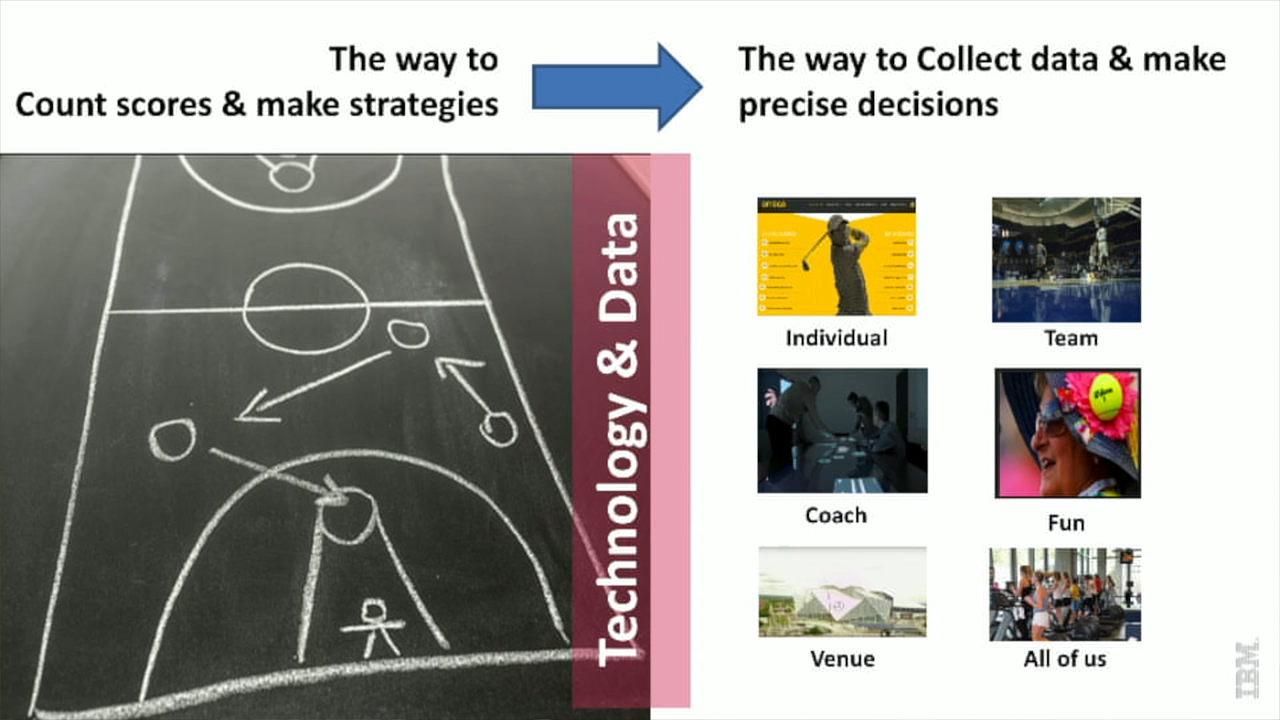 The way to
Count scores & make strategies
The way to Collect data & make
precise decisions
Technology & Data
Individual
Team
Coach
Fun
Venue
All of us
IBM